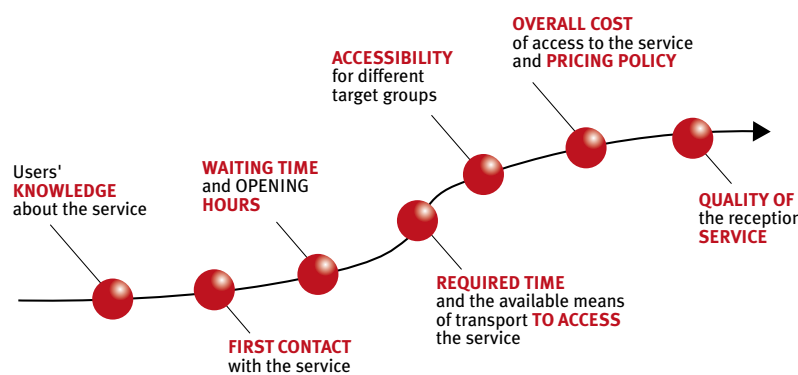 Users'
KNOWLEDGE
about the service
FIRST CONTACT
with the service
WAITING TIME
and OPENING
HOURS
REQUIRED TIME
and the available means
of transport TO ACCESS
the service
ACCESSIBILITY
for different
target groups
OVERALL COST
of access to the service
and PRICING POLICY
QUALITY OF
the reception
SERVICE